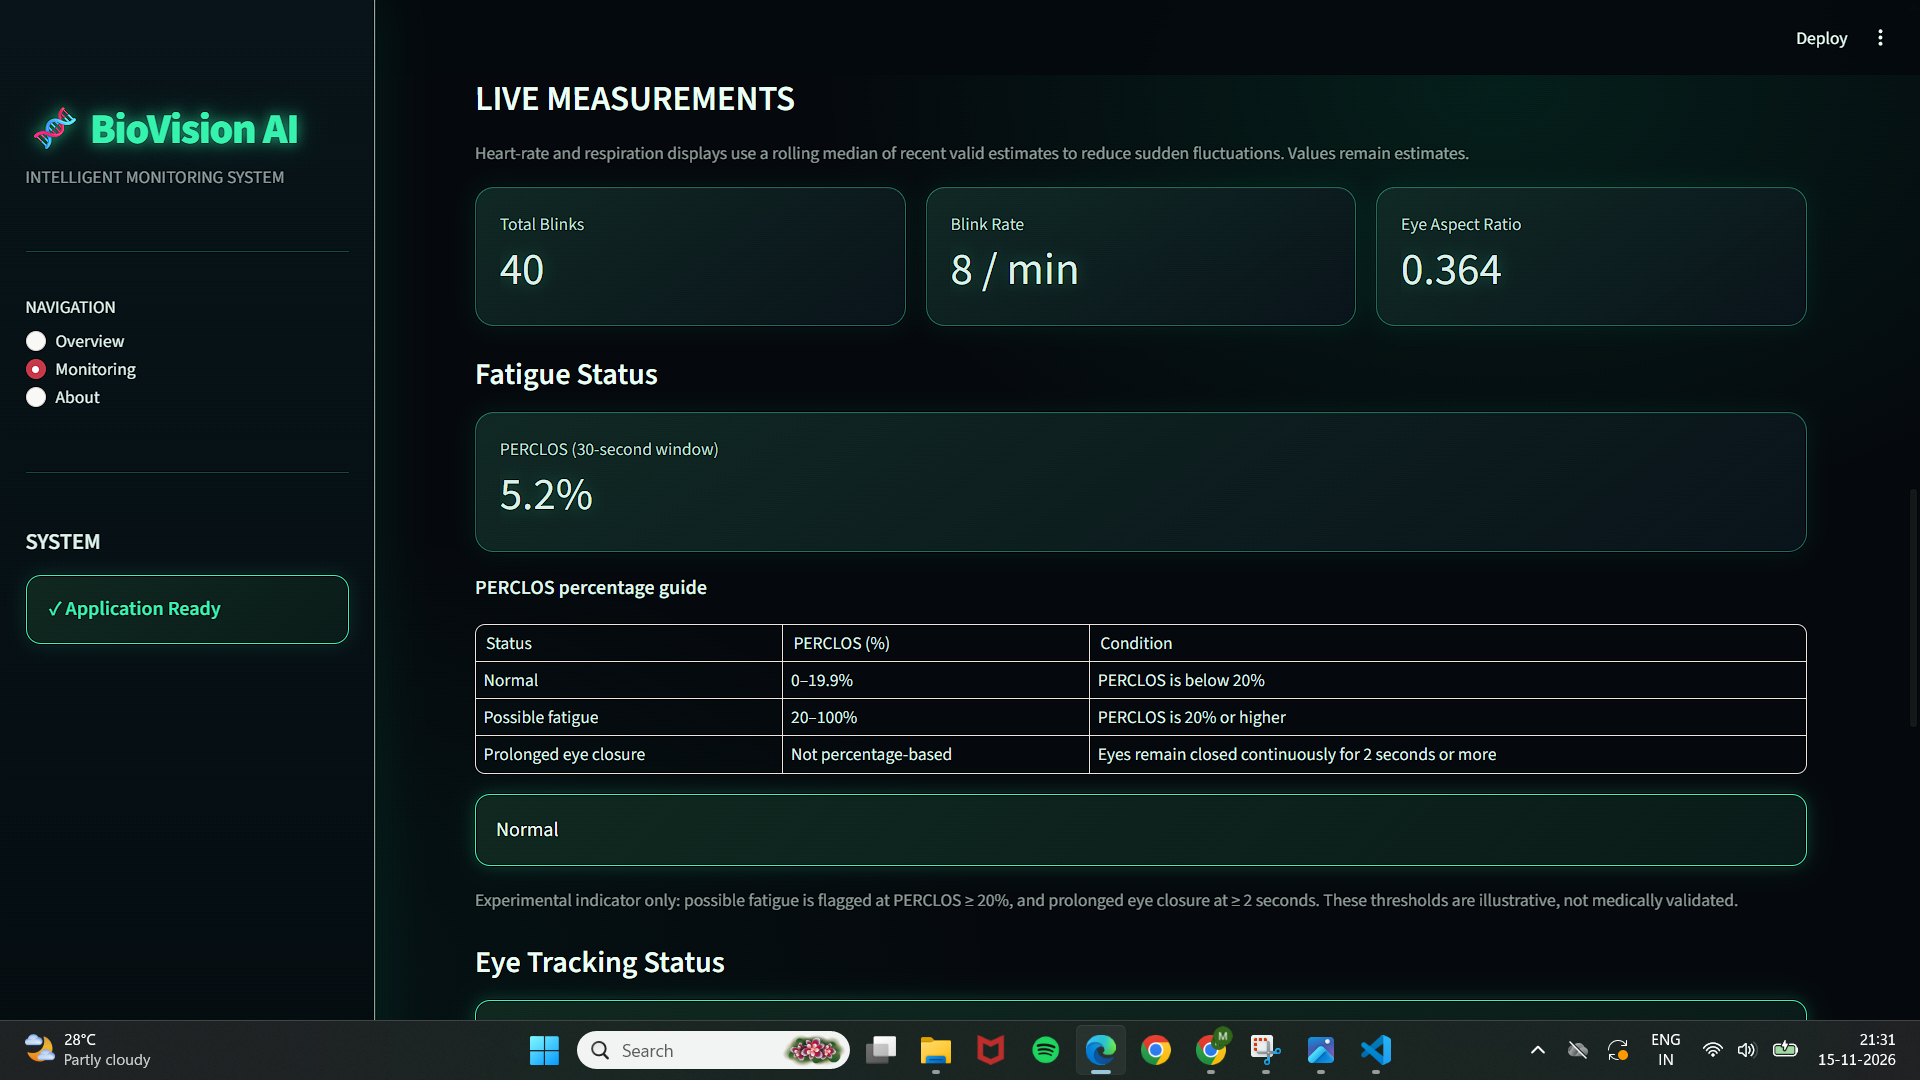 Deploy
BioVision AI
INTELLIGENT MONITORING SYSTEM
NAVIGATION
Overview
Monitoring
About
SYSTEM
✓ Application Ready
LIVE MEASUREMENTS
Heart-rate and respiration displays use a rolling median of recent valid estimates to reduce sudden fluctuations. Values remain estimates.
Total Blinks
40
Blink Rate
8 / min
Eye Aspect Ratio
0.364
Fatigue Status
PERCLOS (30-second window)
5.2%
PERCLOS percentage guide
Status PERCLOS (%) Condition
Normal 0–19.9% PERCLOS is below 20%
Possible fatigue 20–100% PERCLOS is 20% or higher
Prolonged eye closure Not percentage-based Eyes remain closed continuously for 2 seconds or more
Normal
Experimental indicator only: possible fatigue is flagged at PERCLOS ≥ 20%, and prolonged eye closure at ≥ 2 seconds. These thresholds are illustrative, not medically validated.
Eye Tracking Status
28°C
Partly cloudy
Search
M
ENG
IN
21:31
15-11-2026